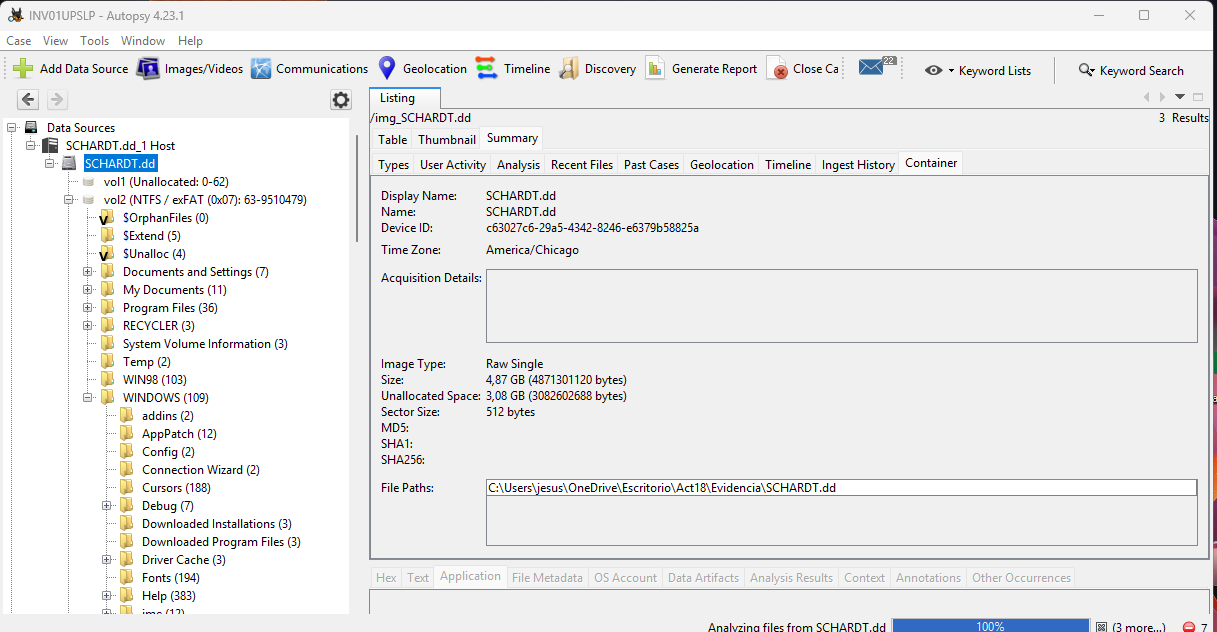 INV01UPSLP - Autopsy 4.23.1
Case View Tools Window Help
Add Data Source Images/Videos Communications Geolocation Timeline Discovery Generate Report Close Ca 22 Keyword Lists Keyword Search
Listing
/img_SCHARDT.dd 3 Results
Table Thumbnail Summary
Types User Activity Analysis Recent Files Past Cases Geolocation Timeline Ingest History Container
Data Sources
SCHARDT.dd_1 Host
SCHARDT.dd
vol1 (Unallocated: 0-62)
vol2 (NTFS / exFAT (0x07): 63-9510479)
$OrphanFiles (0)
$Extend (5)
$Unalloc (4)
Documents and Settings (7)
My Documents (11)
Program Files (36)
RECYCLER (3)
System Volume Information (3)
Temp (2)
WIN98 (103)
WINDOWS (109)
addins (2)
AppPatch (12)
Config (2)
Connection Wizard (2)
Cursors (188)
Debug (7)
Downloaded Installations (3)
Downloaded Program Files (3)
Driver Cache (3)
Fonts (194)
Help (383)
ime (12)
Display Name: SCHARDT.dd
Name: SCHARDT.dd
Device ID: c63027c6-29a5-4342-8246-e6379b58825a
Time Zone: America/Chicago
Acquisition Details:
Image Type: Raw Single
Size: 4,87 GB (4871301120 bytes)
Unallocated Space: 3,08 GB (3082602688 bytes)
Sector Size: 512 bytes
MD5:
SHA1:
SHA256:
File Paths: C:\Users\jesus\OneDrive\Escritorio\Act18\Evidencia\SCHARDT.dd
Hex Text Application File Metadata OS Account Data Artifacts Analysis Results Context Annotations Other Occurrences
Analyzing files from SCHARDT.dd 100% (3 more...) 7